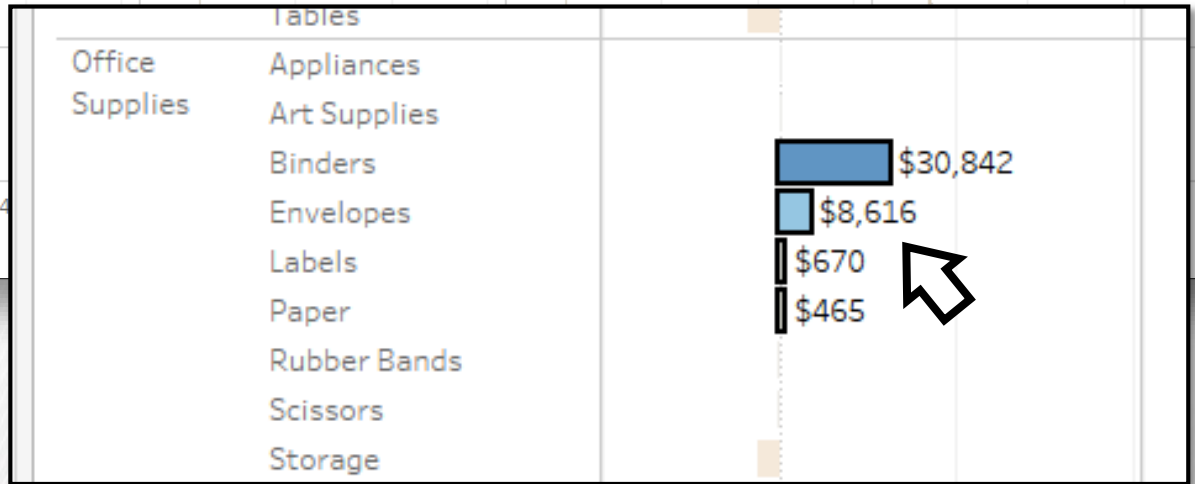 Tables
Office Supplies
Appliances
Art Supplies
Binders $30,842
Envelopes $8,616
Labels $670
Paper $465
Rubber Bands
Scissors
Storage
4